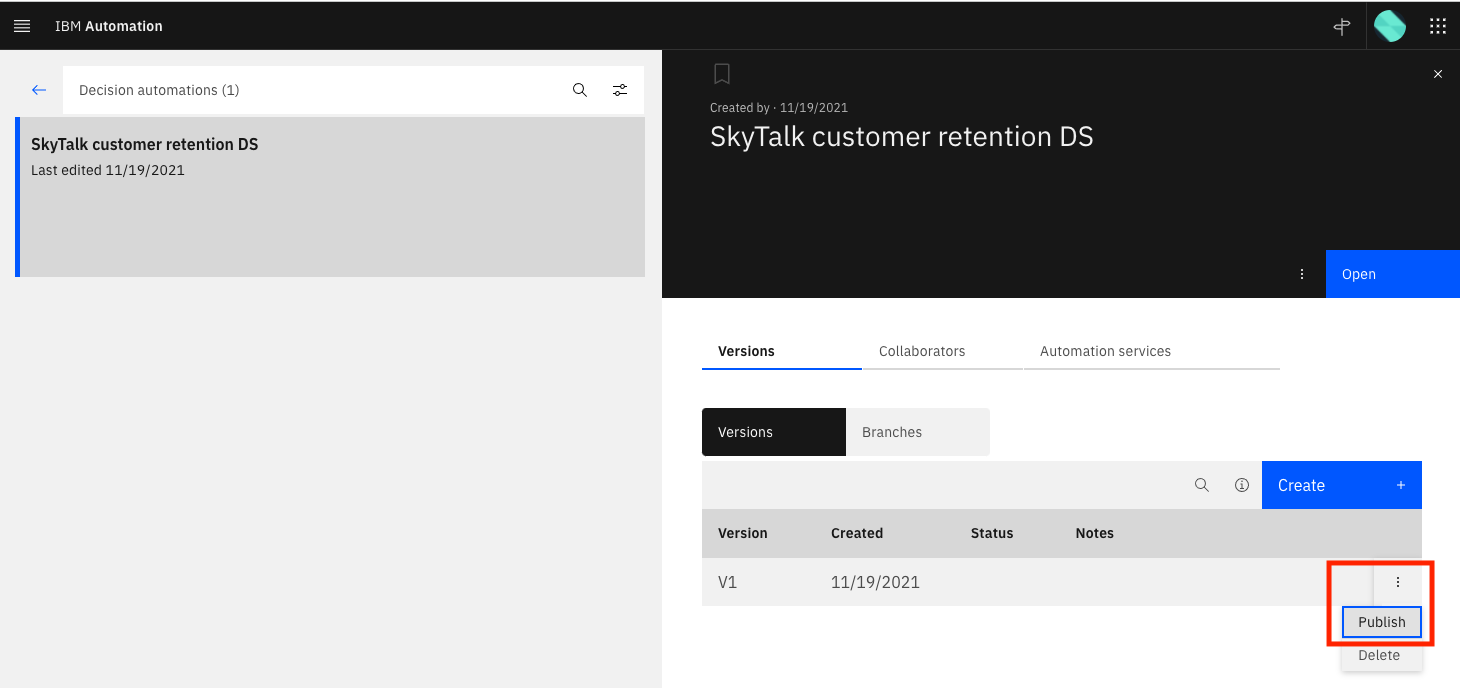 IBM Automation
Decision automations (1)
SkyTalk customer retention DS
Last edited 11/19/2021
Created by · 11/19/2021
SkyTalk customer retention DS
Open
Versions Collaborators Automation services
Versions Branches
Create +
Version Created Status Notes
V1 11/19/2021
Publish
Delete